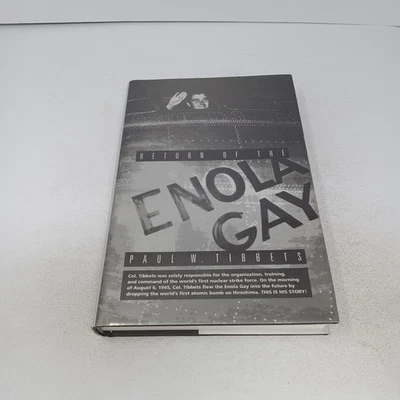 RETURN OF THE
ENOLA
GAY
PAUL W. TIBBETS
Col. Tibbets was solely responsible for the organization, training,
and command of the world's first nuclear strike force. On the morning
of August 6, 1945, Col. Tibbets flew the Enola Gay into the future by
dropping the world's first atomic bomb on Hiroshima. THIS IS HIS STORY!